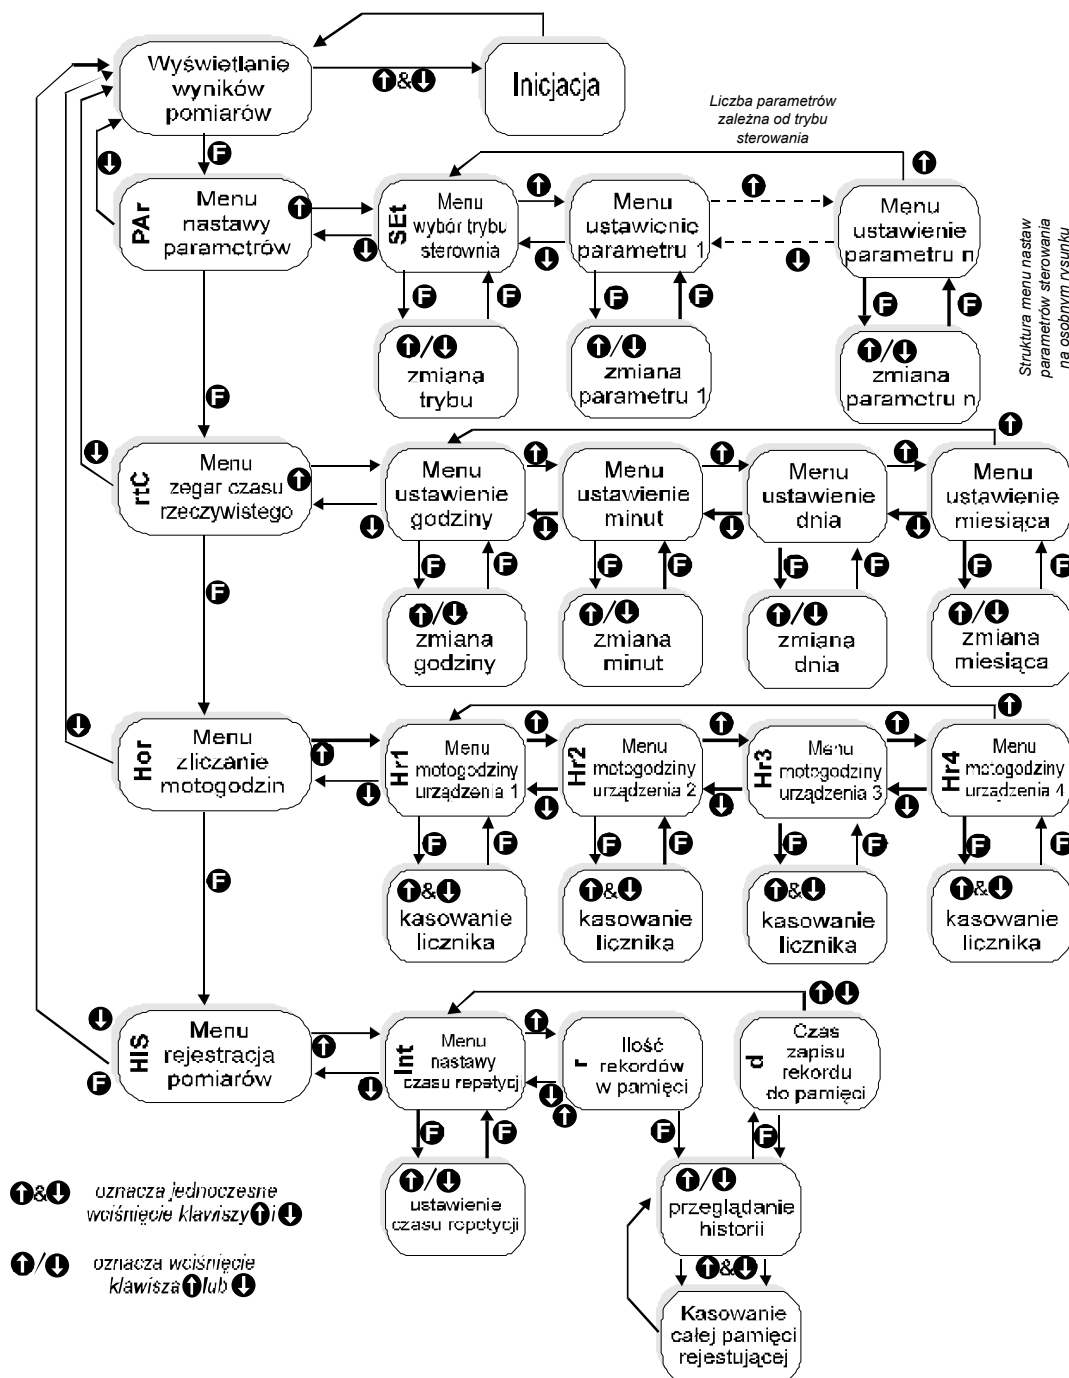 Wyświetlanie
wyników
pomiarów
⬆&⬇
Inicjacja
Liczba parametrów
zależna od trybu
sterowania
F
⬇
⬆
PAr
Menu
nastawy
parametrów
⬆
⬇
SEt
Menu
wybór trybu
sterownia
⬆
⬇
Menu
ustawienie
parametru 1
⬆
⬇
Menu
ustawienie
parametru n
Struktura menu nastaw
parametrów sterowania
na osobnym rysunku
F
F
F
F
F
F
⬆/⬇
zmiana
trybu
⬆/⬇
zmiana
parametru 1
⬆/⬇
zmiana
parametru n
F
⬆
⬇
rtC
Menu
zegar czasu
rzeczywistego
⬆
⬇
Menu
ustawienie
godziny
⬆
⬇
Menu
ustawienie
minut
⬆
⬇
Menu
ustawienie
dnia
⬆
⬇
Menu
ustawienie
miesiąca
F
F
F
F
F
F
F
F
F
⬆/⬇
zmiana
godziny
⬆/⬇
zmiana
minut
⬆/⬇
zmiana
dnia
⬆/⬇
zmiana
miesiąca
⬆
⬇
Hor
Menu
zliczanie
motogodzin
⬆
⬇
Hr1
Menu
motogodziny
urządzenia 1
⬆
⬇
Hr2
Menu
motogodziny
urządzenia 2
⬆
⬇
Hr3
Menu
motogodziny
urządzenia 3
⬆
⬇
Hr4
Menu
motogodziny
urządzenia 4
F
F
F
F
F
F
F
F
F
⬆&⬇
kasowanie
licznika
⬆&⬇
kasowanie
licznika
⬆&⬇
kasowanie
licznika
⬆&⬇
kasowanie
licznika
⬆⬇
⬇
F
HIS
Menu
rejestracja
pomiarów
⬆
⬇
Int
Menu
nastawy
czasu repetycji
⬆
⬇
⬆
r
Ilość
rekordów
w pamięci
d
Czas
zapisu
rekordu
do pamięci
F
F
F
F
⬆/⬇
ustawienie
czasu repetycji
⬆/⬇
przeglądanie
historii
⬆&⬇
Kasowanie
całej pamięci
rejestującej
⬆&⬇ oznacza jednoczesne
wciśnięcie klawiszy ⬆ i ⬇
⬆/⬇ oznacza wciśnięcie
klawisza ⬆ lub ⬇